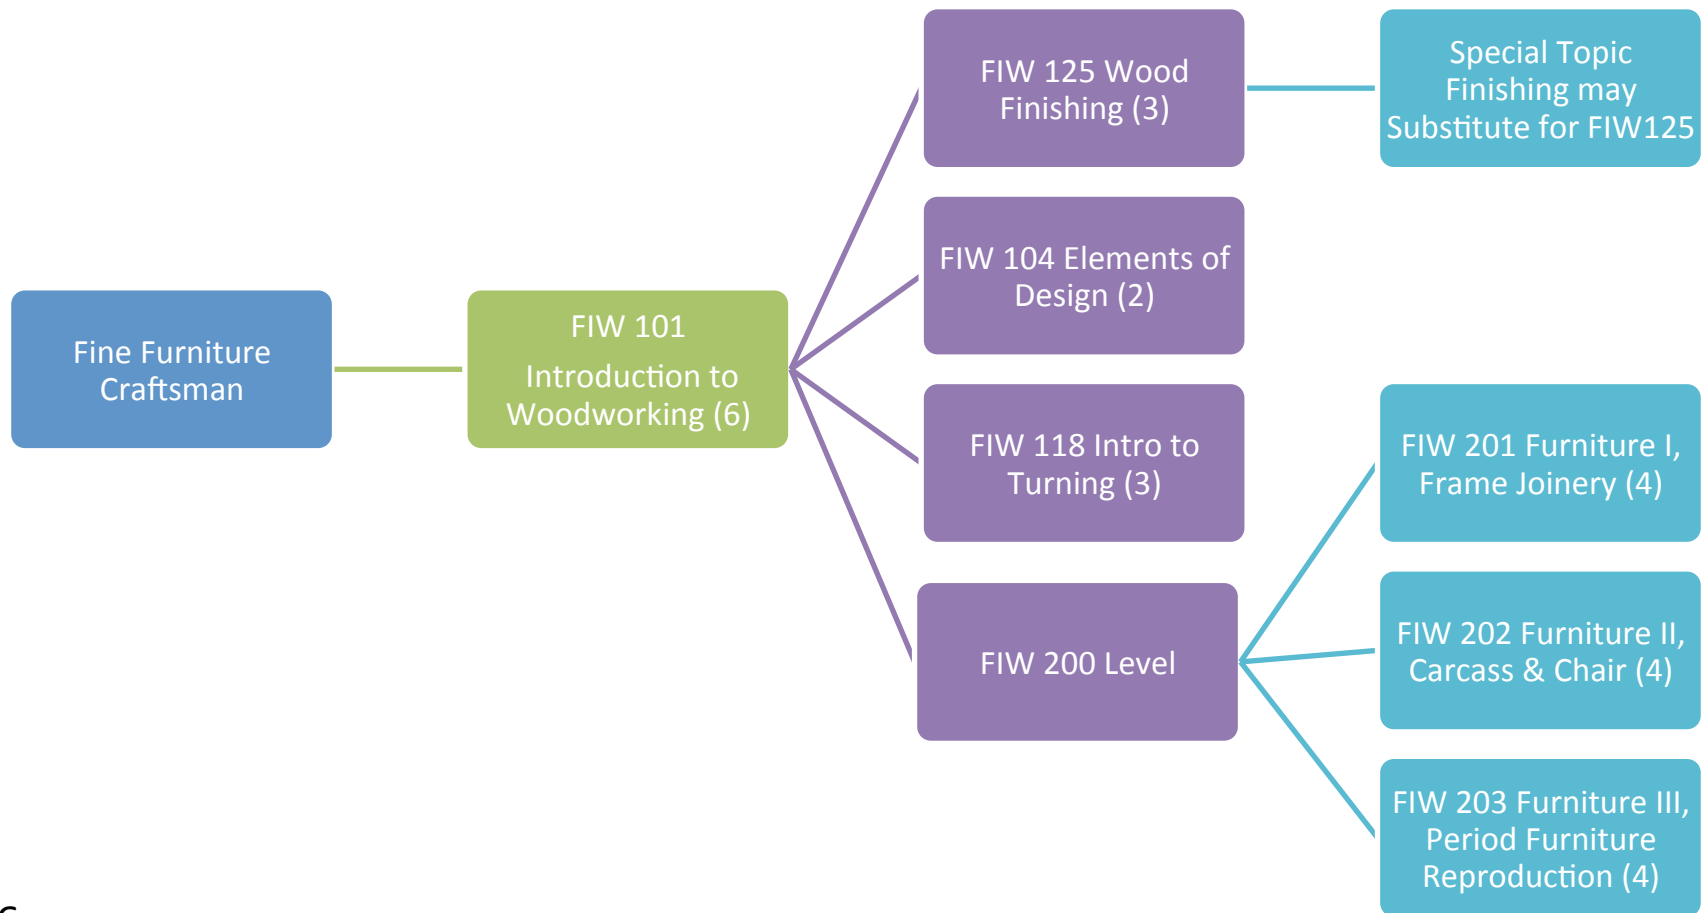 Fine Furniture
Craftsman
FIW 101
Introduction to
Woodworking (6)
FIW 125 Wood
Finishing (3)
Special Topic
Finishing may
Substitute for FIW125
FIW 104 Elements of
Design (2)
FIW 118 Intro to
Turning (3)
FIW 200 Level
FIW 201 Furniture I,
Frame Joinery (4)
FIW 202 Furniture II,
Carcass & Chair (4)
FIW 203 Furniture III,
Period Furniture
Reproduction (4)